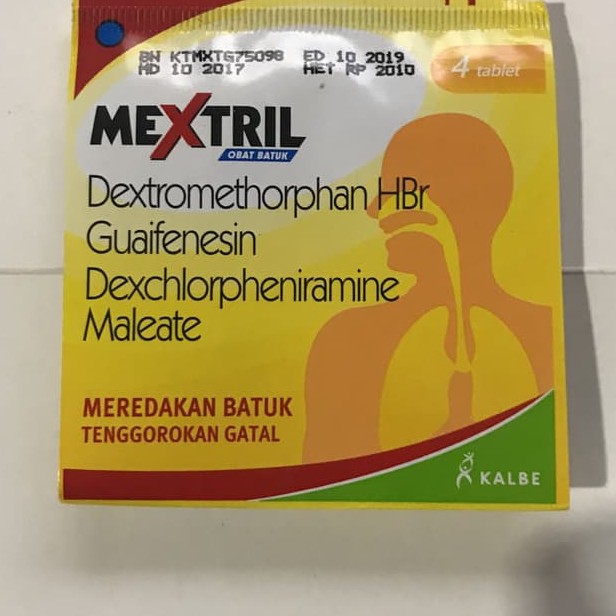 BN KTMXTG75098 ED 10 2019
MD 10 2017 HET RP 2010
4 tablet
MEXTRIL
OBAT BATUK
Dextromethorphan HBr
Guaifenesin
Dexchlorpheniramine
Maleate
MEREDAKAN BATUK
TENGGOROKAN GATAL
KALBE